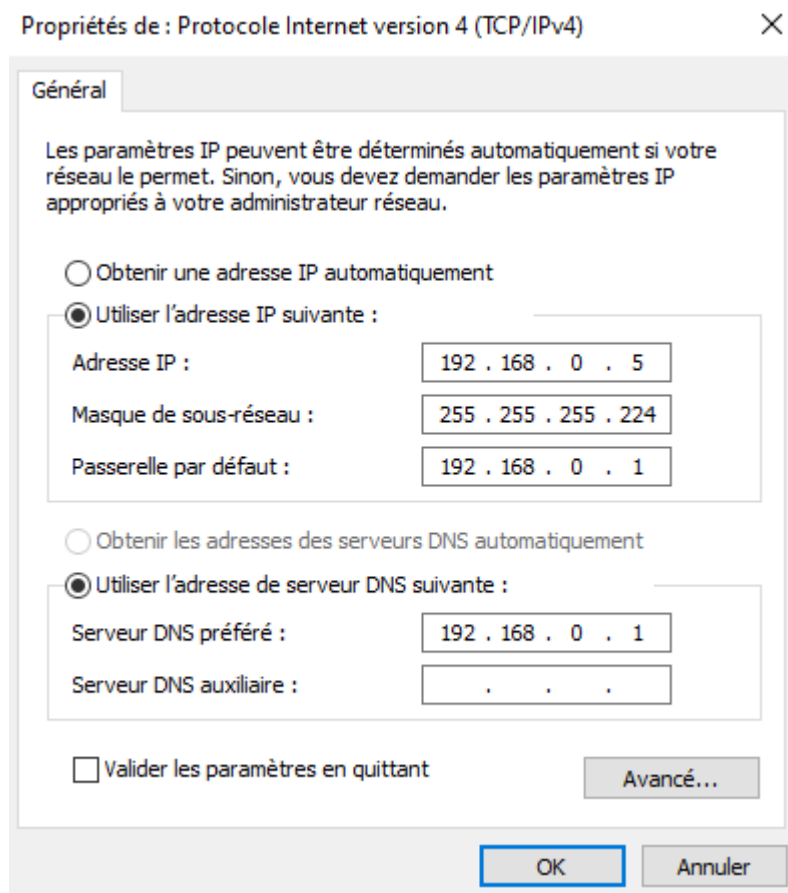 Propriétés de : Protocole Internet version 4 (TCP/IPv4)
Général
Les paramètres IP peuvent être déterminés automatiquement si votre
réseau le permet. Sinon, vous devez demander les paramètres IP
appropriés à votre administrateur réseau.
Obtenir une adresse IP automatiquement
Utiliser l'adresse IP suivante :
Adresse IP : 192 . 168 . 0 . 5
Masque de sous-réseau : 255 . 255 . 255 . 224
Passerelle par défaut : 192 . 168 . 0 . 1
Obtenir les adresses des serveurs DNS automatiquement
Utiliser l'adresse de serveur DNS suivante :
Serveur DNS préféré : 192 . 168 . 0 . 1
Serveur DNS auxiliaire : . . .
Valider les paramètres en quittant Avancé...
OK Annuler